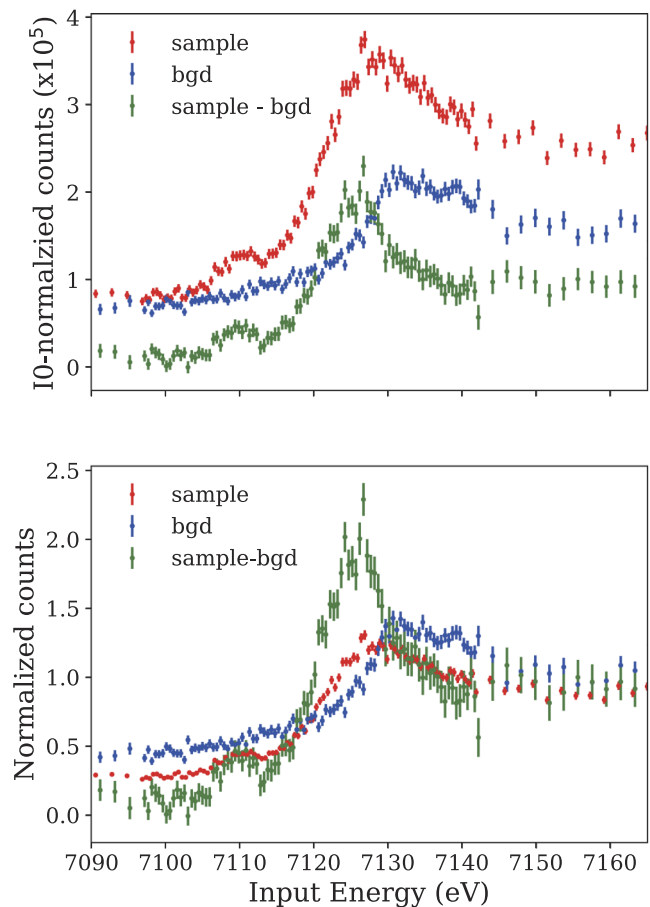 I0-normalzied counts (x10⁵)
4
3
2
1
0
sample
bgd
sample - bgd
Normalized counts
2.5
2.0
1.5
1.0
0.5
0.0
sample
bgd
sample-bgd
7090 7100 7110 7120 7130 7140 7150 7160
Input Energy (eV)